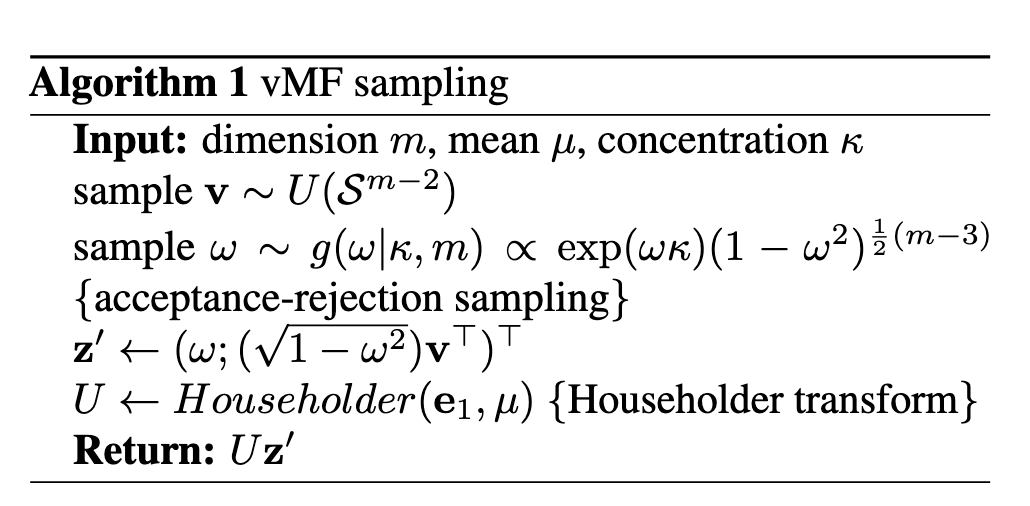 Algorithm 1 vMF sampling
Input: dimension m, mean μ, concentration κ
sample v ∼ U(𝒮^{m−2})
sample ω ∼ g(ω|κ, m) ∝ exp(ωκ)(1 − ω²)^{\frac{1}{2}(m−3)}
{acceptance-rejection sampling}
z′ ← (ω; (√(1 − ω²))v^⊤)^⊤
U ← Householder(e₁, μ) {Householder transform}
Return: Uz′